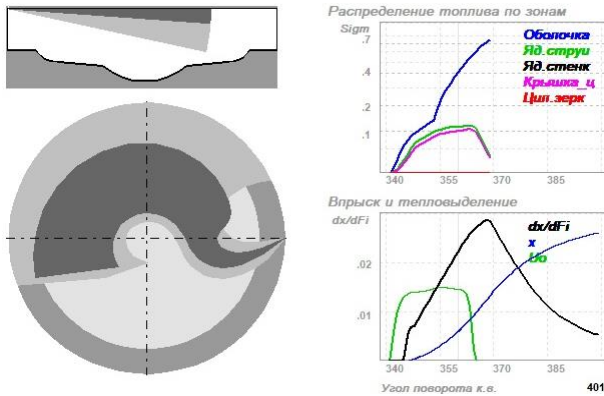 Распределение топлива по зонам
Sigm
.7
.4
.2
.1
Оболочка
Яд.струи
Яд.стенк
Крышка_ц
Цил.зерк
340 355 370 385
Впрыск и тепловыделение
dx/dFi
.02
.01
dx/dFi
x
Uo
340 355 370 385
Угол поворота к.в. 401